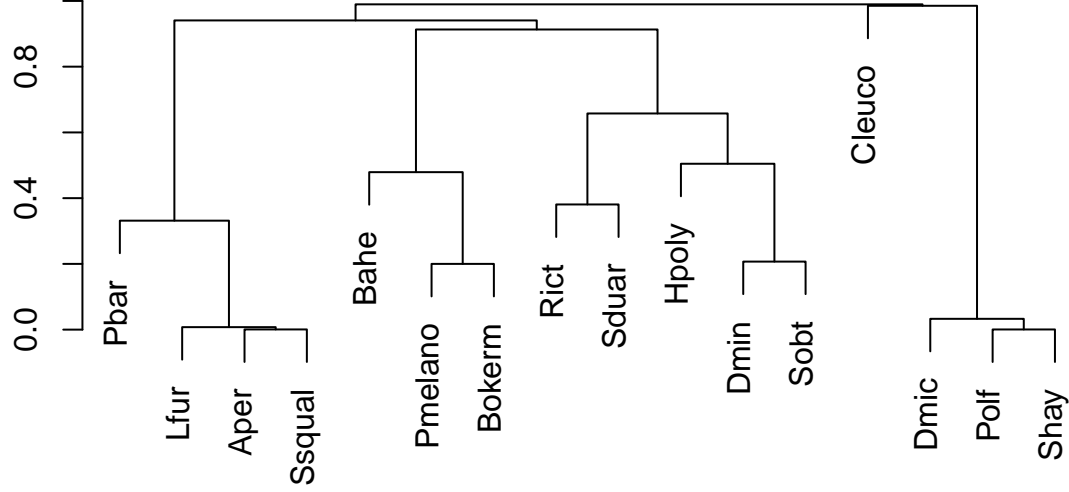 0.8
0.4
0.0
Pbar
Lfur
Aper
Ssqual
Bahe
Pmelano
Bokerm
Rict
Sduar
Hpoly
Dmin
Sobt
Cleuco
Dmic
Polf
Shay